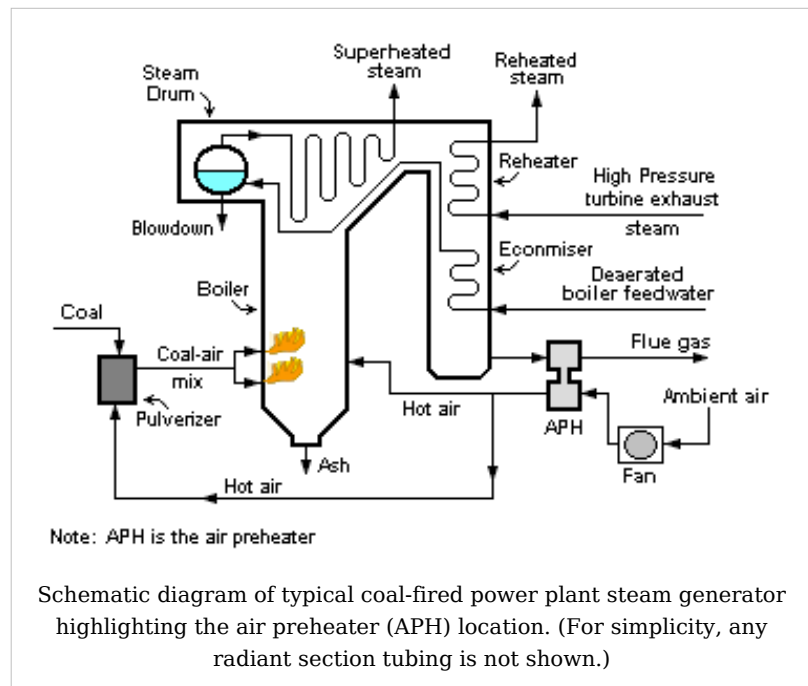 Superheated
steam
Reheated
steam
Steam
Drum
Reheater
High Pressure
turbine exhaust
steam
Blowdown
Econmiser
Deaerated
boiler feedwater
Boiler
Coal
Coal-air
mix
Flue gas
Hot air
Ambient air
Pulverizer
APH
Ash
Fan
Hot air
Note: APH is the air preheater
Schematic diagram of typical coal-fired power plant steam generator
highlighting the air preheater (APH) location. (For simplicity, any
radiant section tubing is not shown.)